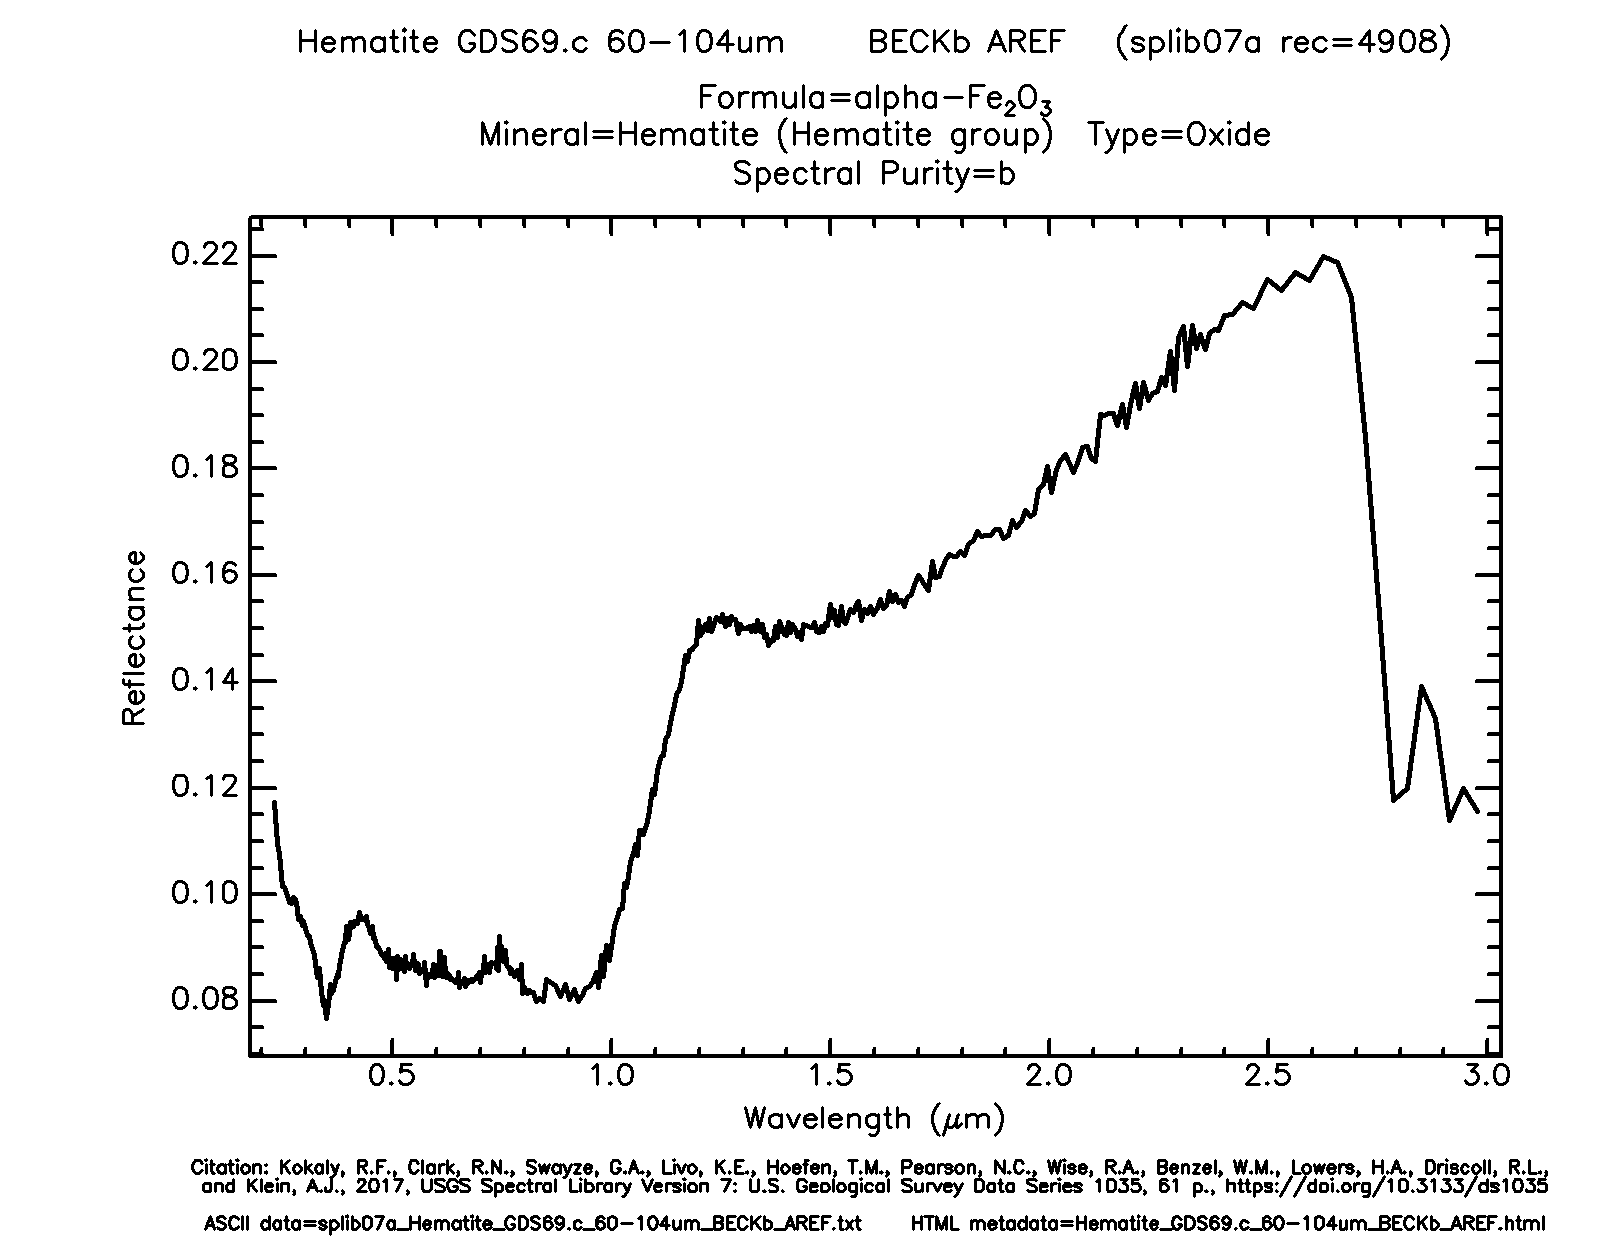 Hematite GDS69.c 60-104um BECKb AREF (splib07a rec=4908)
Formula=alpha-Fe2O3
Mineral=Hematite (Hematite group) Type=Oxide
Spectral Purity=b
0.22
0.20
0.18
0.16
0.14
0.12
0.10
0.08
Reflectance
0.5 1.0 1.5 2.0 2.5 3.0
Wavelength (μm)
Citation: Kokaly, R.F., Clark, R.N., Swayze, G.A., Livo, K.E., Hoefen, T.M., Pearson, N.C., Wise, R.A., Benzel, W.M., Lowers, H.A., Driscoll, R.L.,
and Klein, A.J., 2017, USGS Spectral Library Version 7: U.S. Geological Survey Data Series 1035, 61 p., https://doi.org/10.3133/ds1035
ASCII data=splib07a_Hematite_GDS69.c_60-104um_BECKb_AREF.txt HTML metadata=Hematite_GDS69.c_60-104um_BECKb_AREF.html